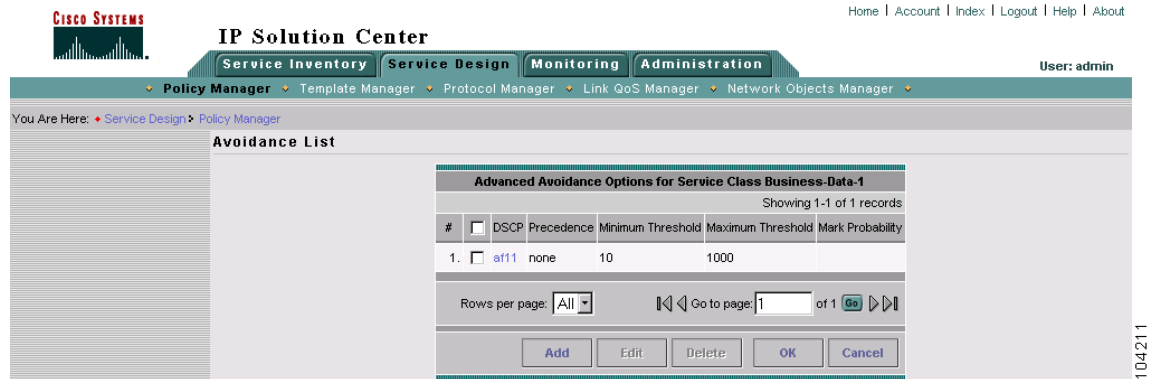 Home | Account | Index | Logout | Help | About
CISCO SYSTEMS
IP Solution Center
Service Inventory Service Design Monitoring Administration
User: admin
Policy Manager Template Manager Protocol Manager Link QoS Manager Network Objects Manager
You Are Here: Service Design Policy Manager
Avoidance List
Advanced Avoidance Options for Service Class Business-Data-1
Showing 1-1 of 1 records
# DSCP Precedence Minimum Threshold Maximum Threshold Mark Probability
1. af11 none 10 1000
Rows per page: All Go to page: 1 of 1 Go
Add Edit Delete OK Cancel
104211